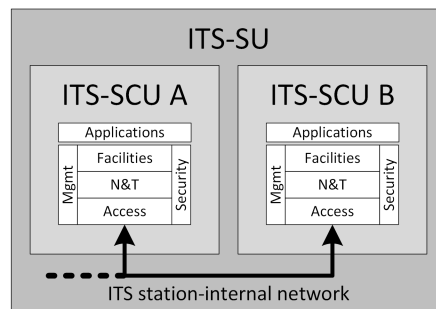 ITS-SU
ITS-SCU A
Applications
Mgmt
Facilities
N&T
Access
Security
ITS-SCU B
Applications
Mgmt
Facilities
N&T
Access
Security
ITS station-internal network